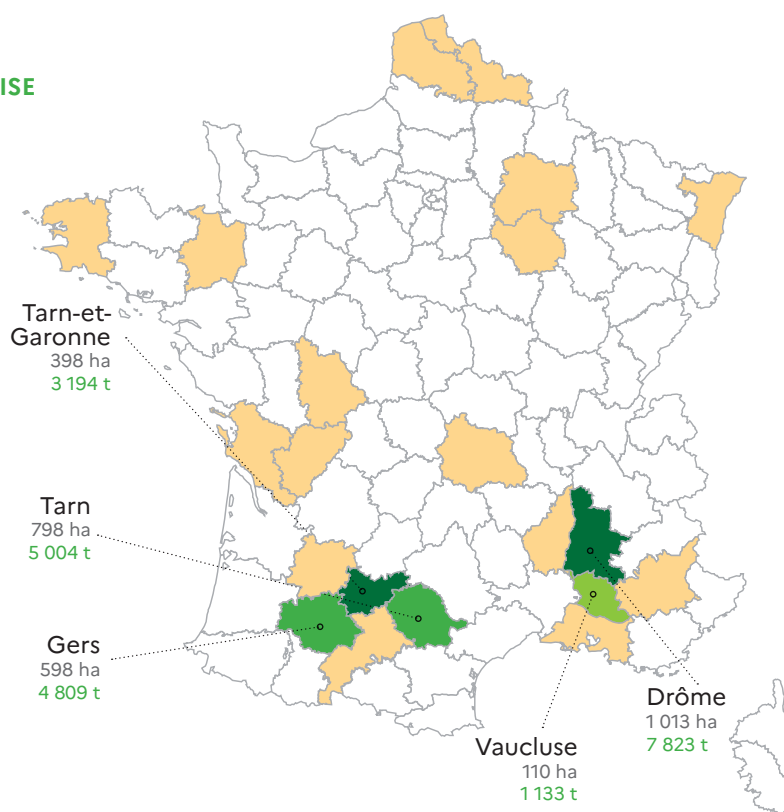 ISE
Tarn-et-
Garonne
398 ha
3 194 t
Tarn
798 ha
5 004 t
Gers
598 ha
4 809 t
Vaucluse
110 ha
1 133 t
Drôme
1 013 ha
7 823 t